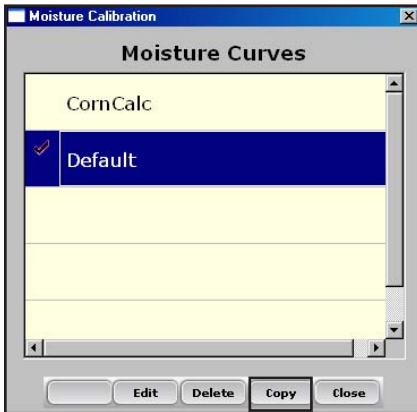 Moisture Calibration
Moisture Curves
CornCalc
Default
Edit Delete Copy Close